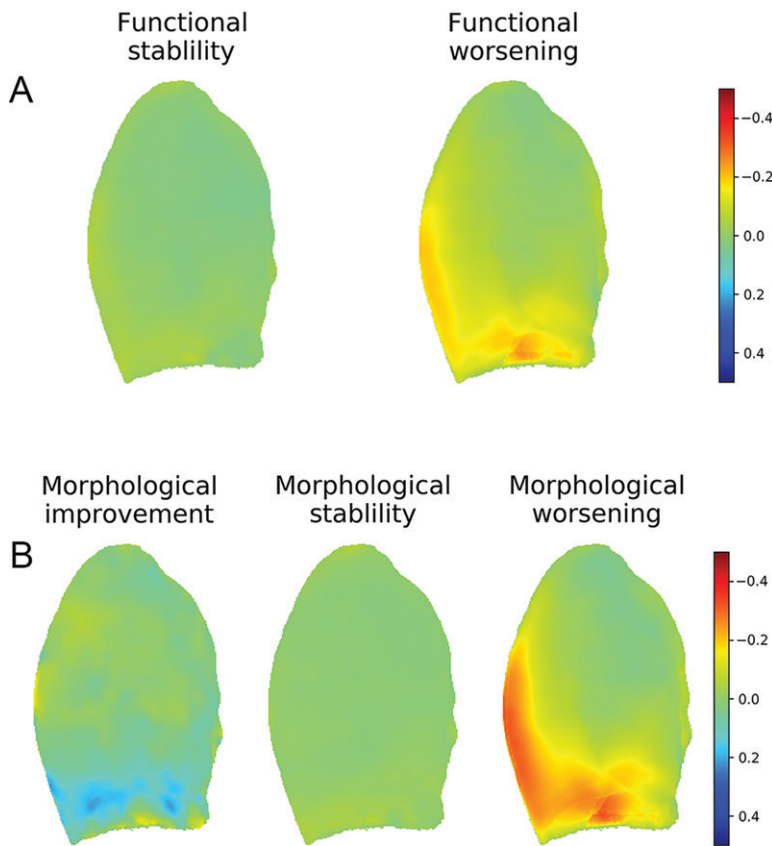 Functional
stablility
Functional
worsening
A
−0.4
−0.2
0.0
0.2
0.4
Morphological
improvement
Morphological
stablility
Morphological
worsening
B
−0.4
−0.2
0.0
0.2
0.4